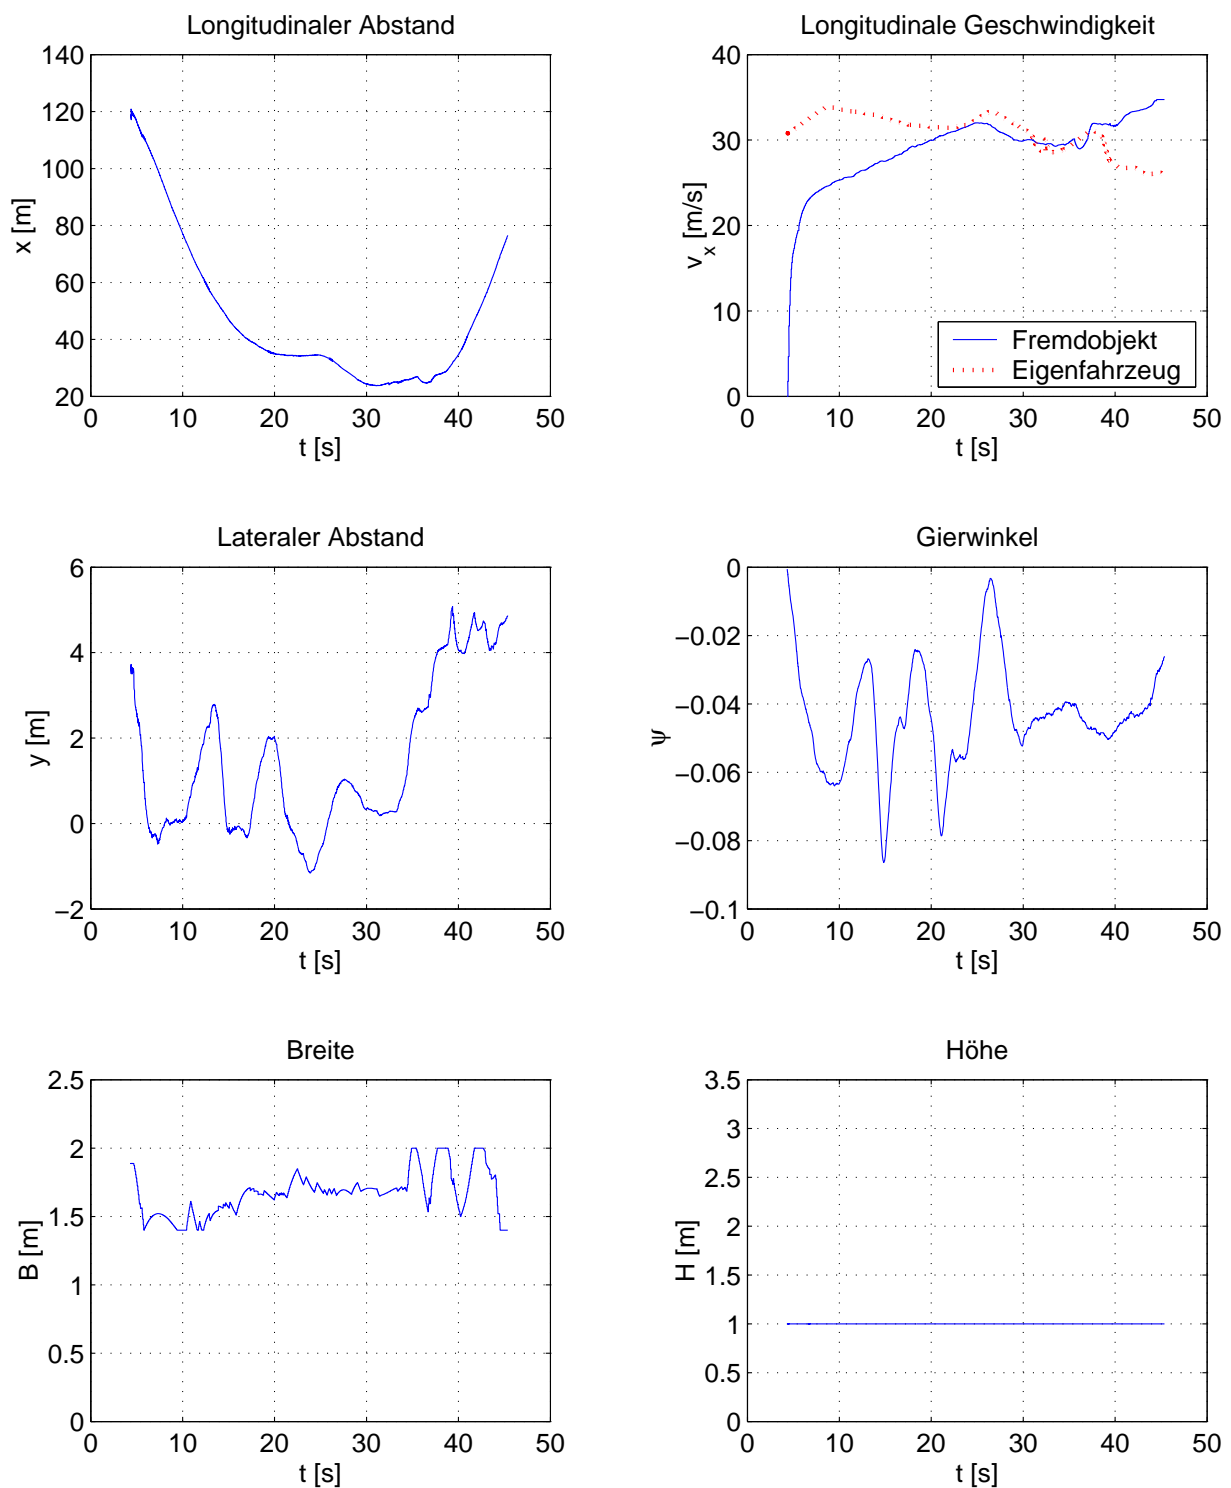 Longitudinaler Abstand
140
120
100
80
60
40
20
x [m]
0 10 20 30 40 50
t [s]
Longitudinale Geschwindigkeit
40
30
20
10
0
v_x [m/s]
Fremdobjekt
Eigenfahrzeug
0 10 20 30 40 50
t [s]
Lateraler Abstand
6
4
2
0
−2
y [m]
0 10 20 30 40 50
t [s]
Gierwinkel
0
−0.02
−0.04
−0.06
−0.08
−0.1
ψ
0 10 20 30 40 50
t [s]
Breite
2.5
2
1.5
1
0.5
0
B [m]
0 10 20 30 40 50
t [s]
Höhe
3.5
3
2.5
2
1.5
1
0.5
0
H [m]
0 10 20 30 40 50
t [s]